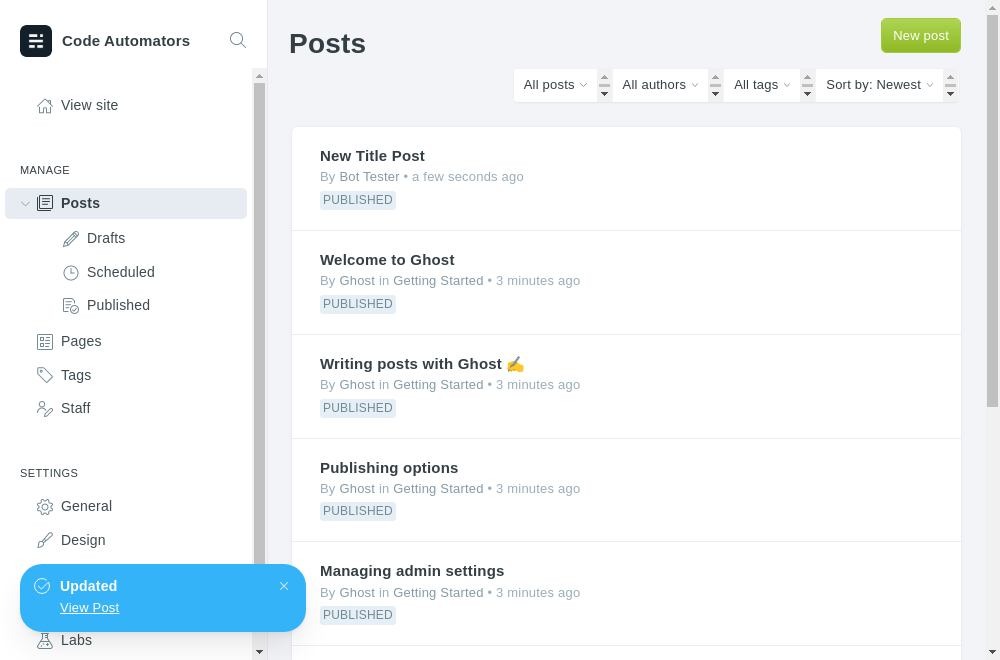 Code Automators
View site
MANAGE
Posts
Drafts
Scheduled
Published
Pages
Tags
Staff
SETTINGS
General
Design
Updated
View Post
Labs
Posts
New post
All posts
All authors
All tags
Sort by: Newest
New Title Post
By Bot Tester • a few seconds ago
PUBLISHED
Welcome to Ghost
By Ghost in Getting Started • 3 minutes ago
PUBLISHED
Writing posts with Ghost ✍️
By Ghost in Getting Started • 3 minutes ago
PUBLISHED
Publishing options
By Ghost in Getting Started • 3 minutes ago
PUBLISHED
Managing admin settings
By Ghost in Getting Started • 3 minutes ago
PUBLISHED